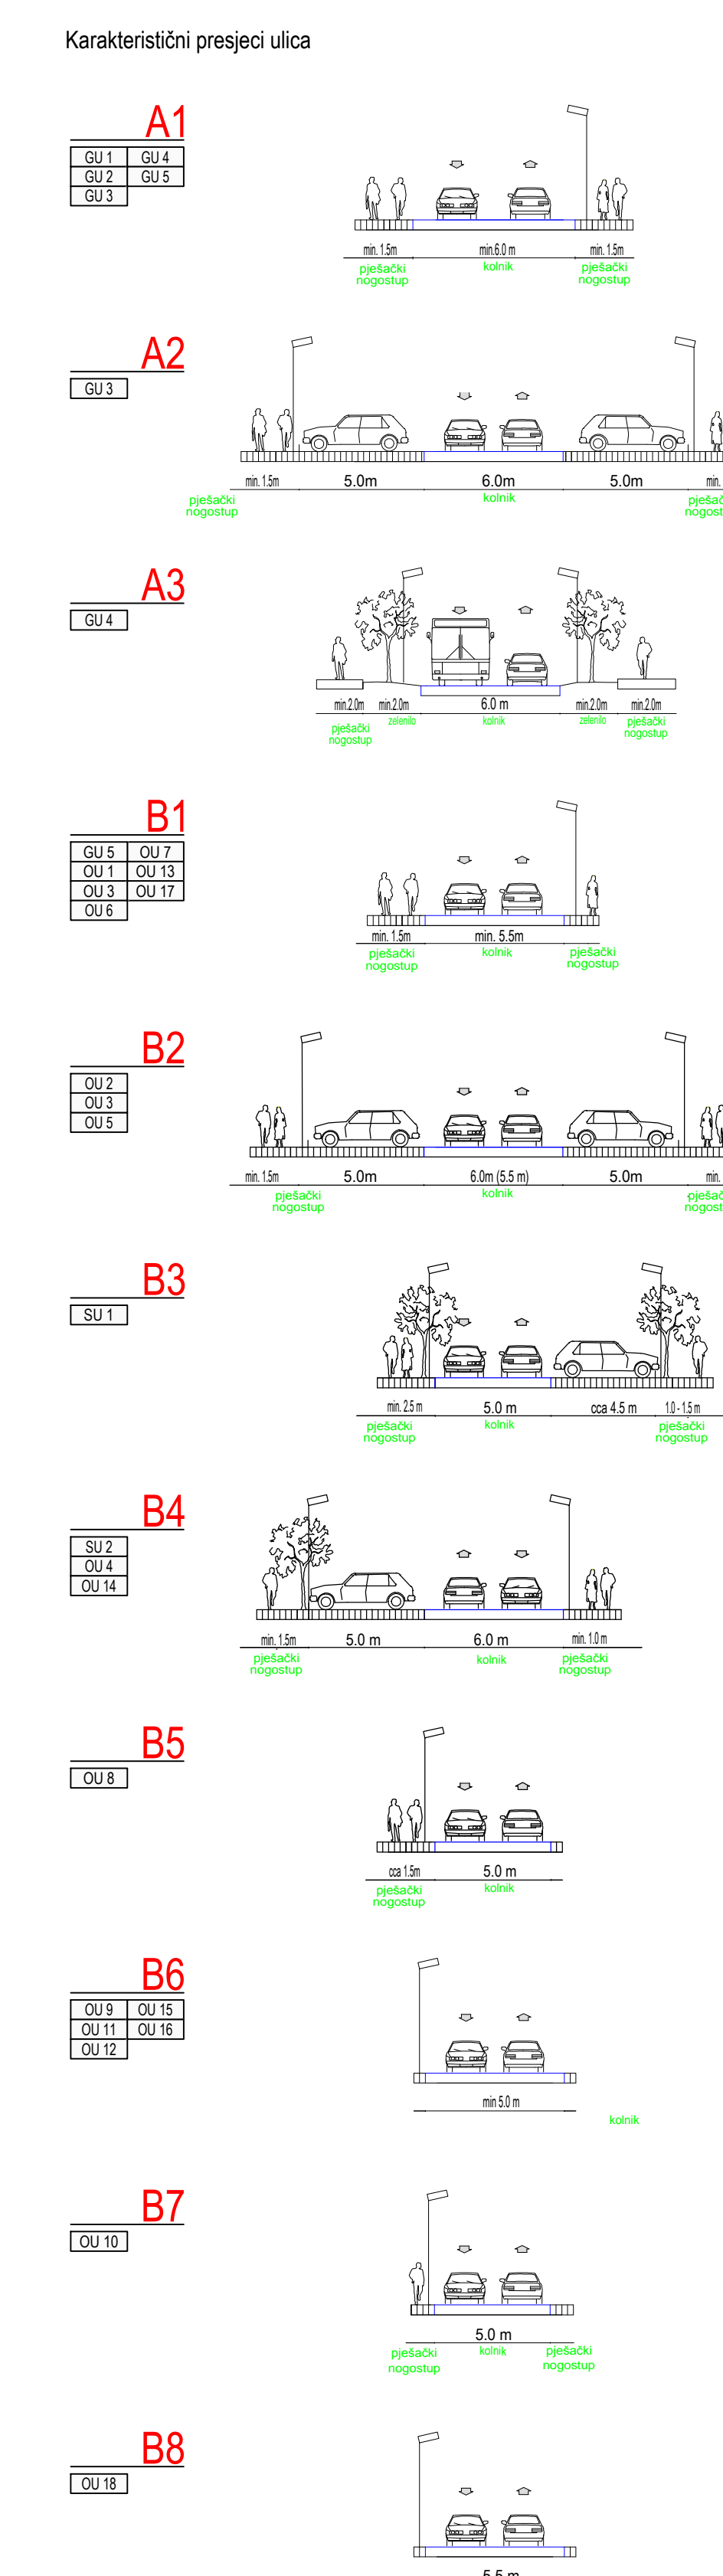 Karakteristični presjeci ulica
A1
GU 1 GU 4
GU 2 GU 5
GU 3
min. 1.5m min.6.0 m min. 1.5m
pješački kolnik pješački
nogostup nogostup
A2
GU 3
min. 1.5m 5.0m 6.0m 5.0m min.
pješački kolnik
nogostup
A3
GU 4
min.2.0m min.2.0m 6.0 m min.2.0m min.2.0m
pješački zelenilo kolnik zelenilo pješački
nogostup nogostup
B1
GU 5 OU 7
OU 1 OU 13
OU 3 OU 17
OU 6
min. 1.5m min. 5.5m
pješački kolnik pješački
nogostup nogostup
B2
OU 2
OU 3
OU 5
min. 1.5m 5.0m 6.0m (5.5 m) 5.0m min.
pješački kolnik
nogostup
B3
SU 1
min. 2.5 m 5.0 m cca 4.5 m 1.0 - 1.5 m
pješački kolnik pješački
nogostup nogostup
B4
SU 2
OU 4
OU 14
min. 1.5m 5.0 m 6.0 m min. 1.0 m
pješački kolnik pješački
nogostup nogostup
B5
OU 8
cca 1.5m 5.0 m
pješački kolnik
nogostup
B6
OU 9 OU 15
OU 11 OU 16
OU 12
min 5.0 m
kolnik
B7
OU 10
5.0 m
pješački kolnik pješački
nogostup nogostup
B8
OU 18